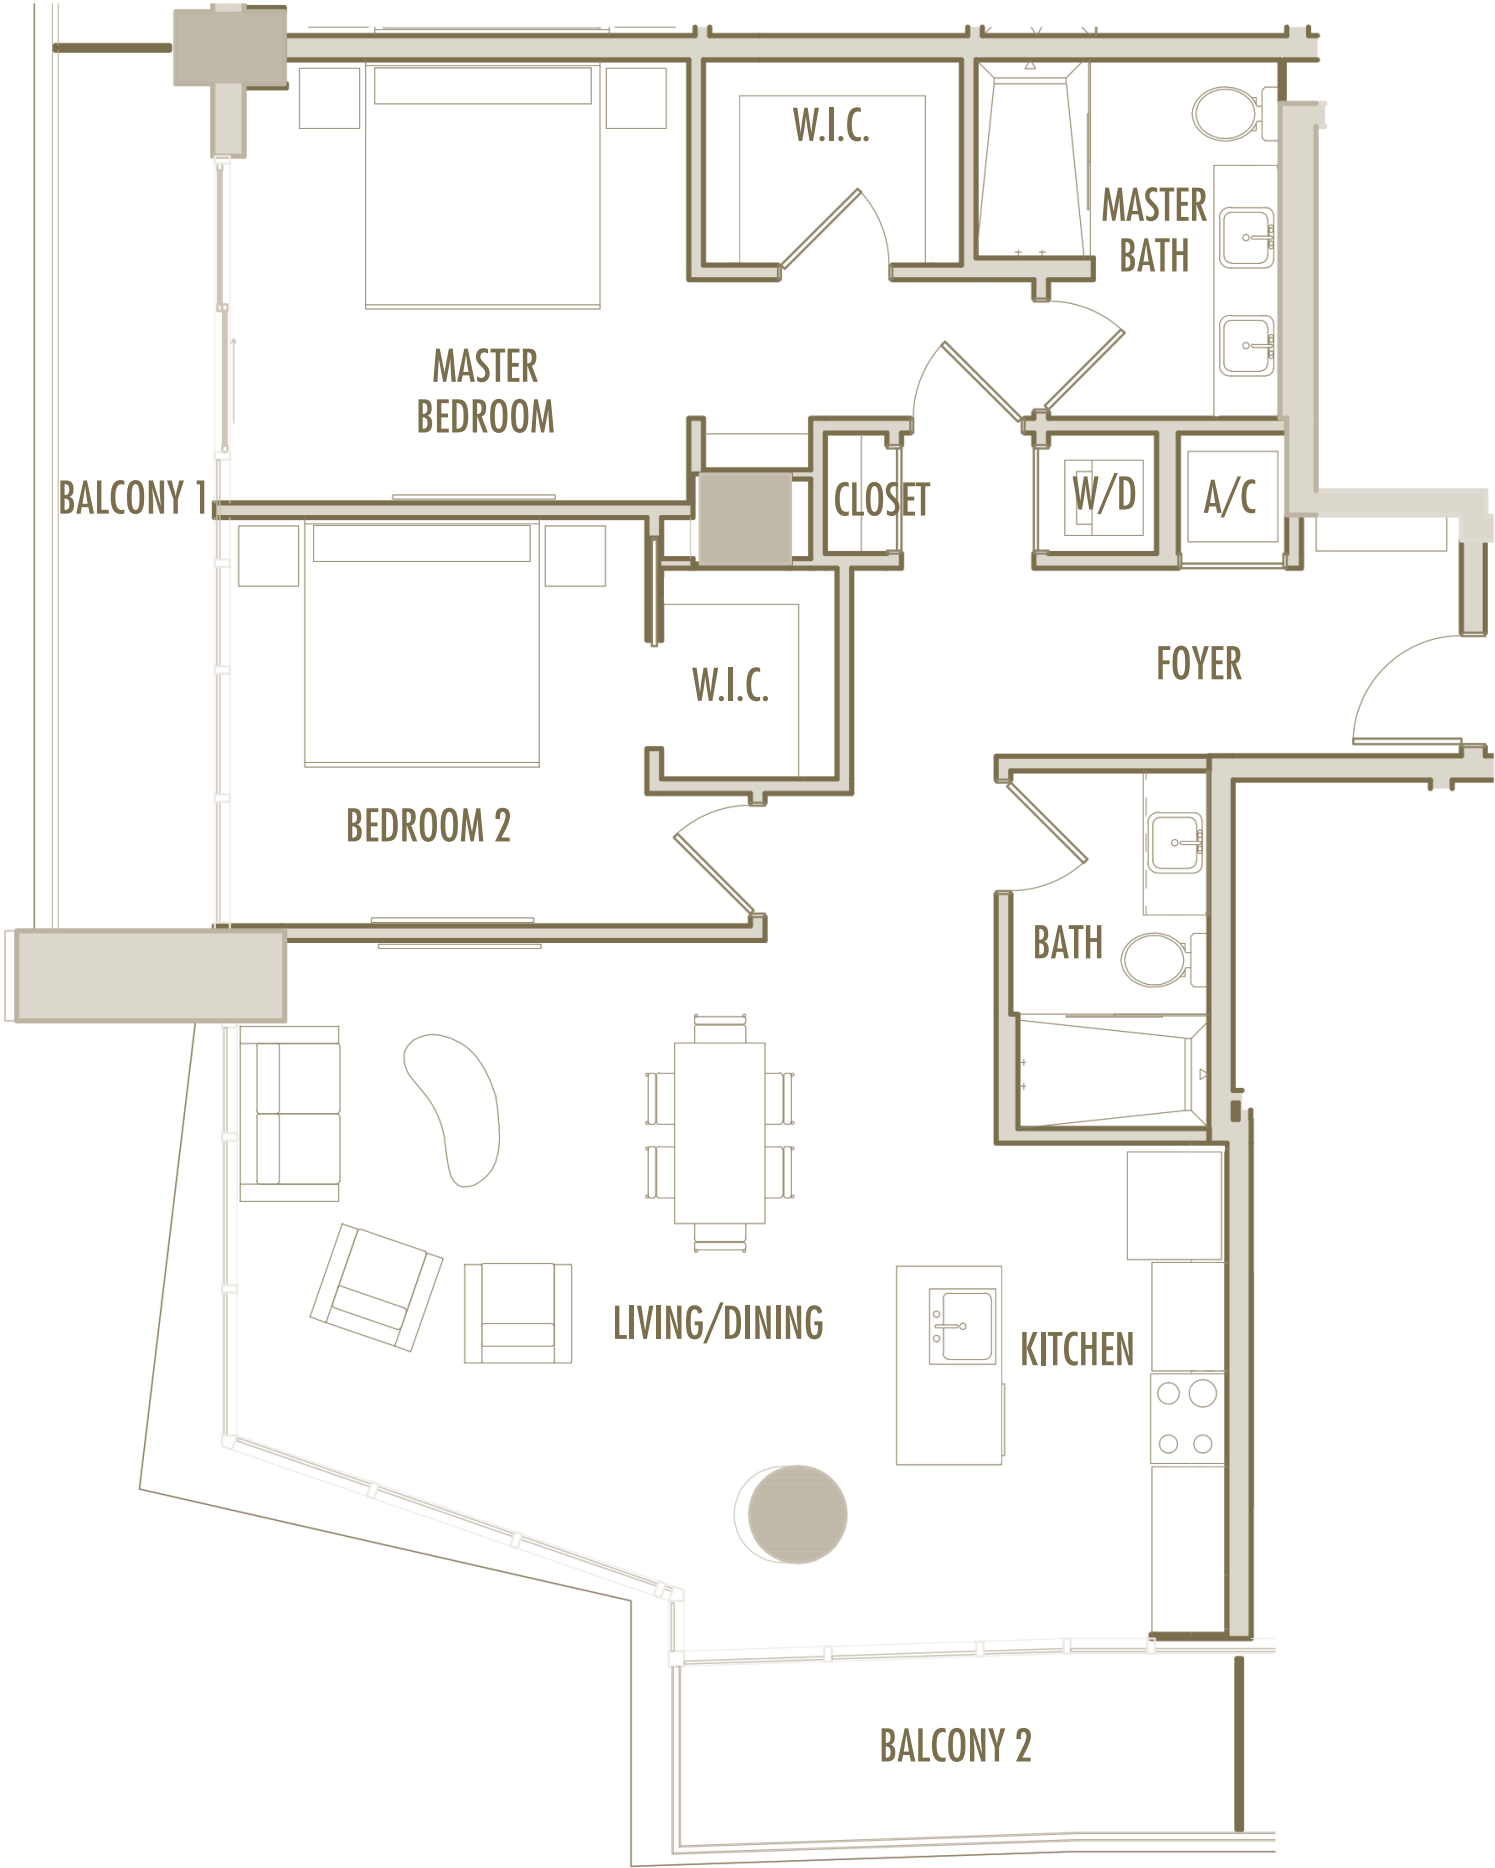 W.I.C.
MASTER
BATH
MASTER
BEDROOM
BALCONY 1
CLOSET
W/D
A/C
FOYER
W.I.C.
BEDROOM 2
BATH
LIVING/DINING
KITCHEN
BALCONY 2